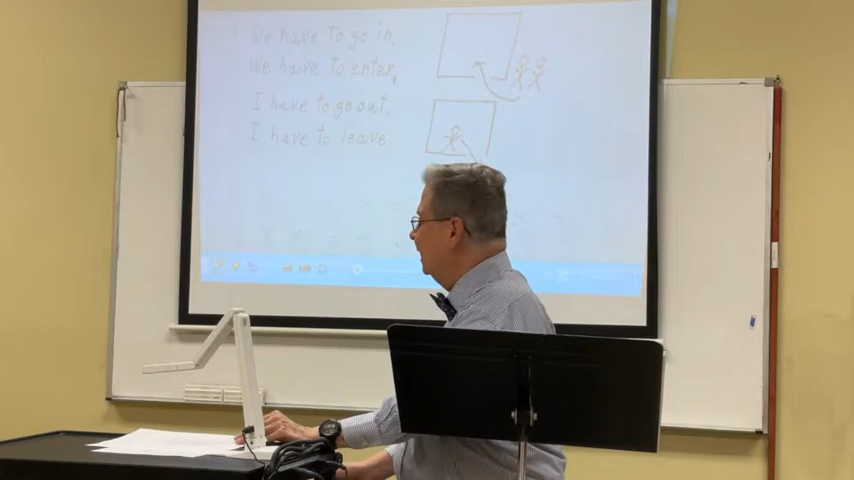 We have to go in.
We have to enter.
I have to go out.
I have to leave.